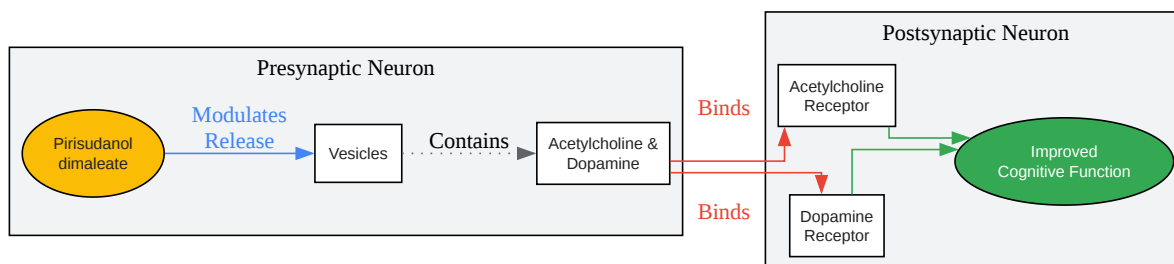 Presynaptic Neuron
Pirisudanol
dimaleate
Modulates
Release
Vesicles
Contains
Acetylcholine &
Dopamine
Binds
Binds
Postsynaptic Neuron
Acetylcholine
Receptor
Dopamine
Receptor
Improved
Cognitive Function